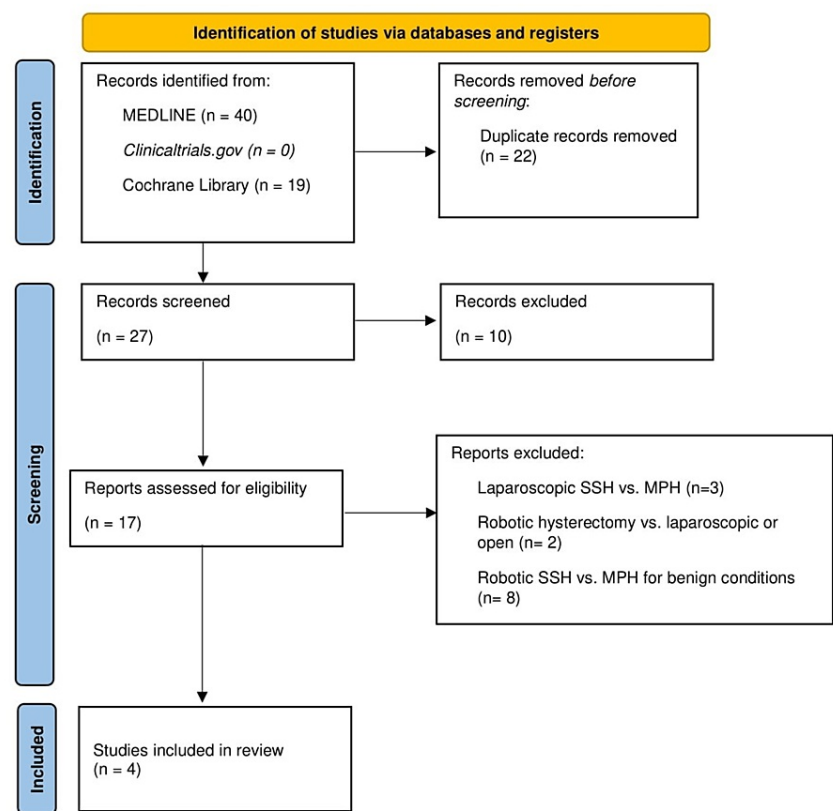 Identification of studies via databases and registers
Identification
Records identified from:
MEDLINE (n = 40)
Clinicaltrials.gov (n = 0)
Cochrane Library (n = 19)
Records removed before
screening:
Duplicate records removed
(n = 22)
Screening
Records screened
(n = 27)
Records excluded
(n = 10)
Reports assessed for eligibility
(n = 17)
Reports excluded:
Laparoscopic SSH vs. MPH (n=3)
Robotic hysterectomy vs. laparoscopic or
open (n= 2)
Robotic SSH vs. MPH for benign conditions
(n= 8)
Included
Studies included in review
(n = 4)